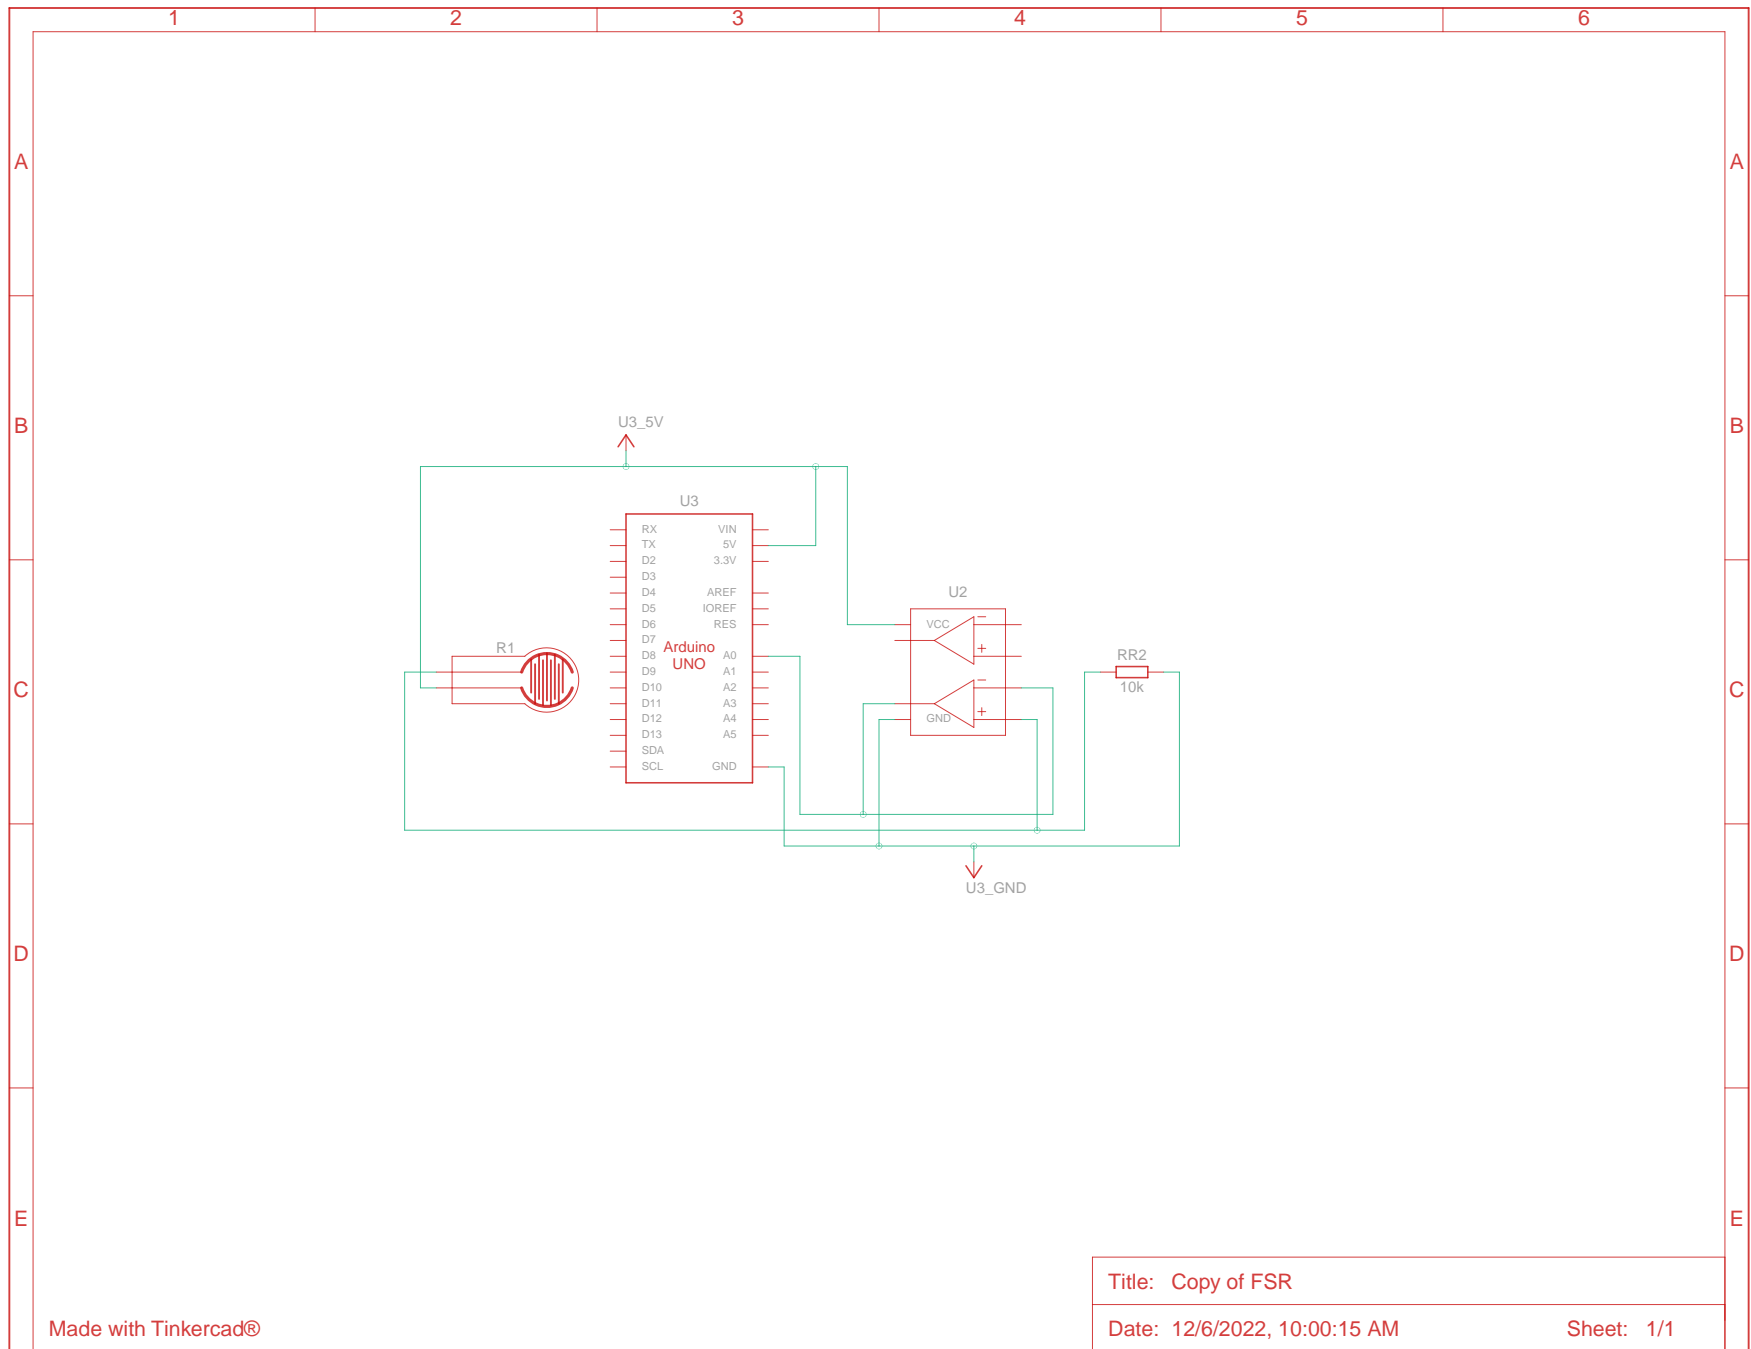 1 2 3 4 5 6
A A
B B
U3_5V
U3
RX VIN
TX 5V
D2 3.3V
D3
D4 AREF
D5 IOREF
D6 RES
D7
D8 A0
D9 A1
D10 A2
D11 A3
D12 A4
D13 A5
SDA
SCL GND
Arduino
UNO
R1
U2
VCC
−
+
−
+
GND
RR2
10k
C C
U3_GND
D D
E E
Title: Copy of FSR
Made with Tinkercad®
Date: 12/6/2022, 10:00:15 AM Sheet: 1/1